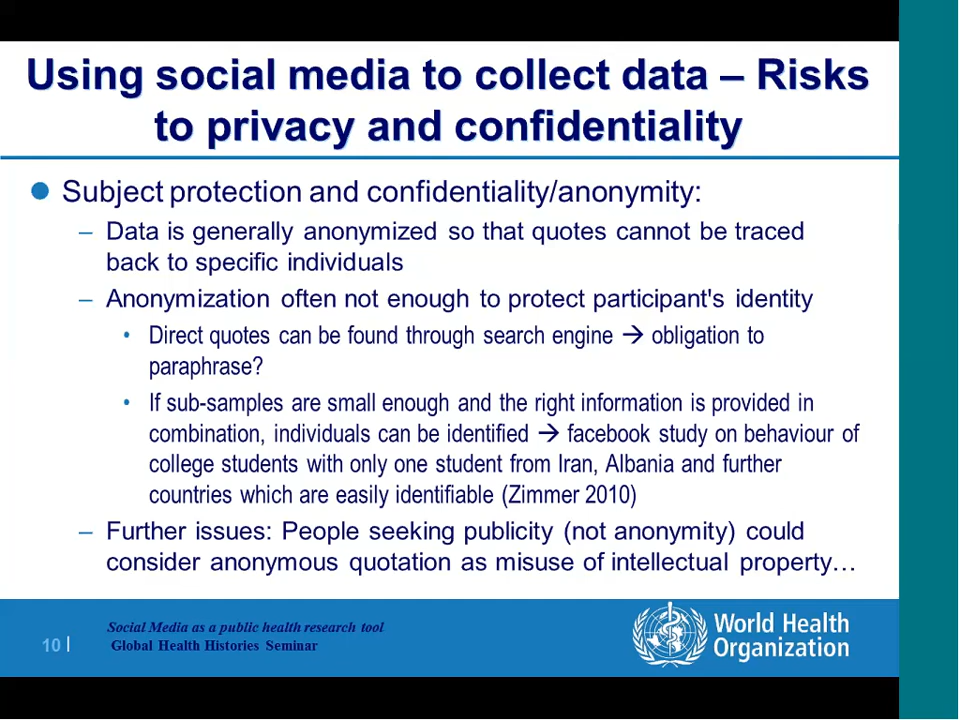 Using social media to collect data – Risks
to privacy and confidentiality
● Subject protection and confidentiality/anonymity:
– Data is generally anonymized so that quotes cannot be traced
back to specific individuals
– Anonymization often not enough to protect participant's identity
• Direct quotes can be found through search engine → obligation to
paraphrase?
• If sub-samples are small enough and the right information is provided in
combination, individuals can be identified → facebook study on behaviour of
college students with only one student from Iran, Albania and further
countries which are easily identifiable (Zimmer 2010)
– Further issues: People seeking publicity (not anonymity) could
consider anonymous quotation as misuse of intellectual property…
10 |
Social Media as a public health research tool
Global Health Histories Seminar
World Health
Organization